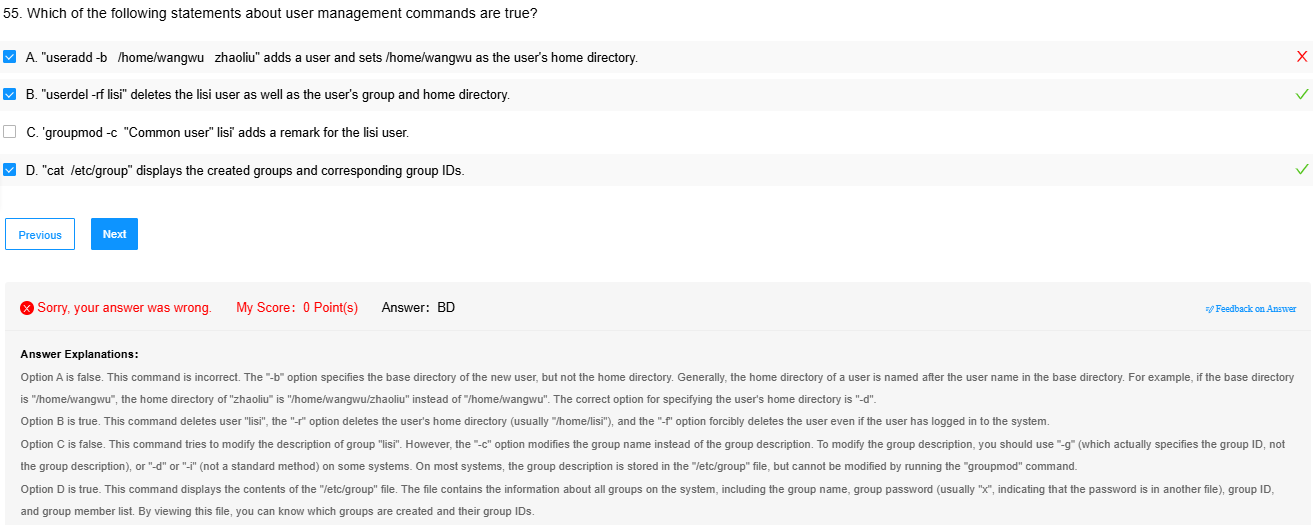 55. Which of the following statements about user management commands are true?
A. "useradd -b   /home/wangwu   zhaoliu" adds a user and sets /home/wangwu as the user's home directory.
B. "userdel -rf lisi" deletes the lisi user as well as the user's group and home directory.
C. 'groupmod -c  "Common user" lisi' adds a remark for the lisi user.
D. "cat  /etc/group" displays the created groups and corresponding group IDs.
Previous Next
Sorry, your answer was wrong. My Score: 0 Point(s) Answer: BD Feedback on Answer
Answer Explanations:
Option A is false. This command is incorrect. The "-b" option specifies the base directory of the new user, but not the home directory. Generally, the home directory of a user is named after the user name in the base directory. For example, if the base directory
is "/home/wangwu", the home directory of "zhaoliu" is "/home/wangwu/zhaoliu" instead of "/home/wangwu". The correct option for specifying the user's home directory is "-d".
Option B is true. This command deletes user "lisi", the "-r" option deletes the user's home directory (usually "/home/lisi"), and the "-f" option forcibly deletes the user even if the user has logged in to the system.
Option C is false. This command tries to modify the description of group "lisi". However, the "-c" option modifies the group name instead of the group description. To modify the group description, you should use "-g" (which actually specifies the group ID, not
the group description), or "-d" or "-i" (not a standard method) on some systems. On most systems, the group description is stored in the "/etc/group" file, but cannot be modified by running the "groupmod" command.
Option D is true. This command displays the contents of the "/etc/group" file. The file contains the information about all groups on the system, including the group name, group password (usually "x", indicating that the password is in another file), group ID,
and group member list. By viewing this file, you can know which groups are created and their group IDs.